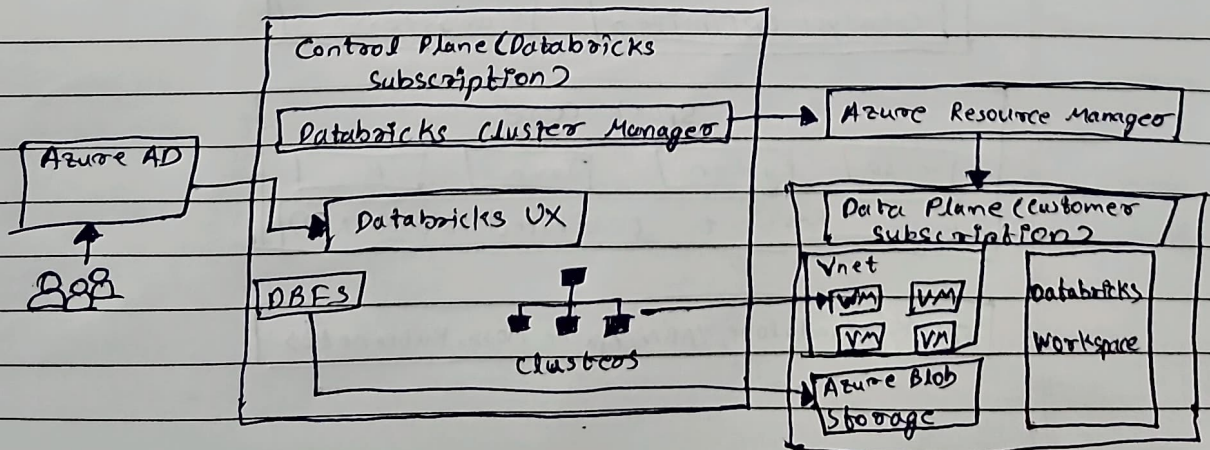 Control Plane (Databricks
Subscription)
Databricks Cluster Manager
Azure Resource Manager
Azure AD
Databricks UX
Data Plane (Customer
Subscription)
Vnet
VM VM
VM VM
Databricks
Workspace
DBFS
Clusters
Azure Blob
Storage